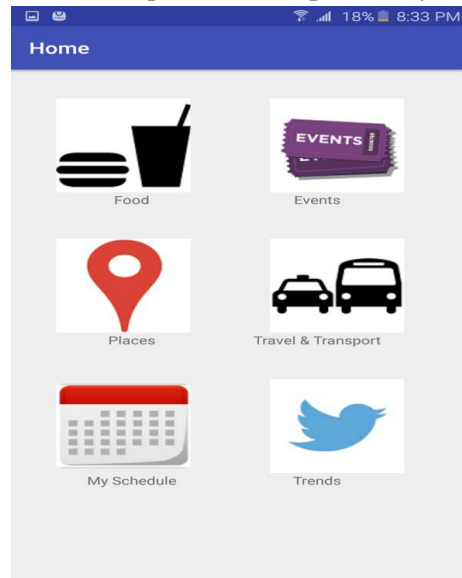 18% 8:33 PM
Home
EVENTS
Food
Events
Places
Travel & Transport
My Schedule
Trends